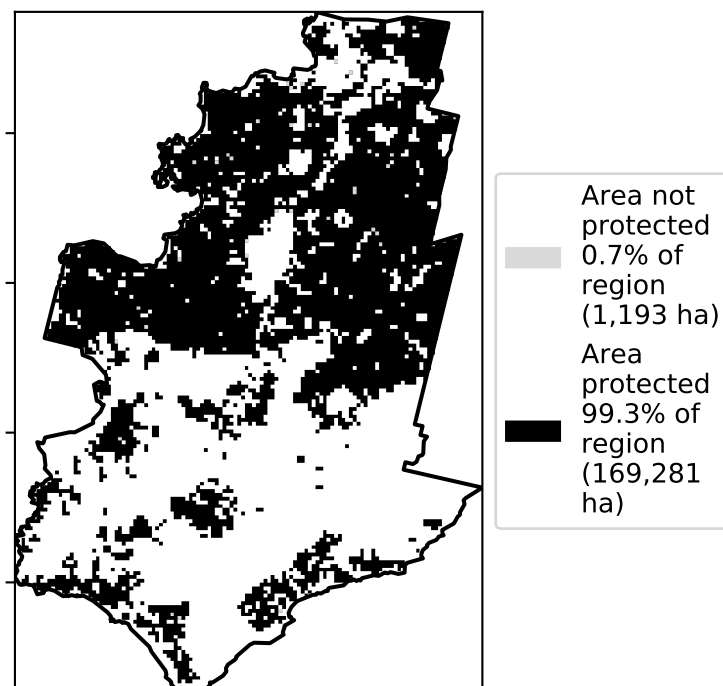 Area not
protected
0.7% of
region
(1,193 ha)
Area
protected
99.3% of
region
(169,281
ha)